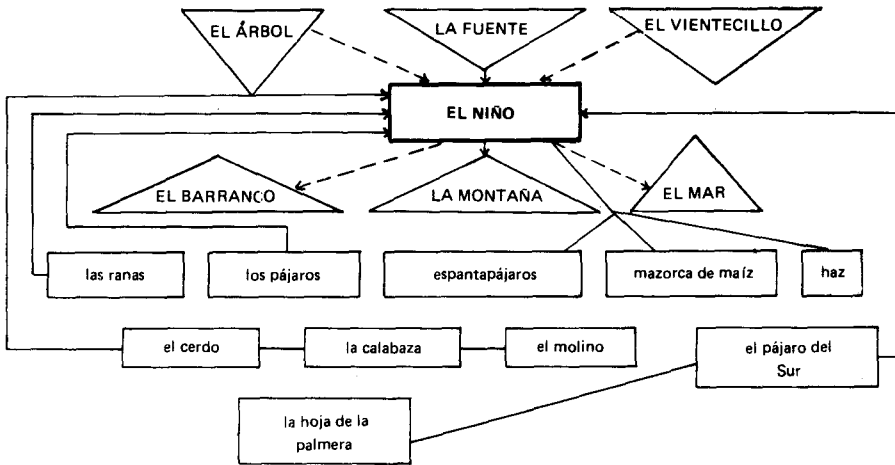 EL ÁRBOL
LA FUENTE
EL VIENTECILLO
EL NIÑO
EL BARRANCO
LA MONTAÑA
EL MAR
las ranas
los pájaros
espantapájaros
mazorca de maíz
haz
el cerdo
la calabaza
el molino
el pájaro del
Sur
la hoja de la
palmera